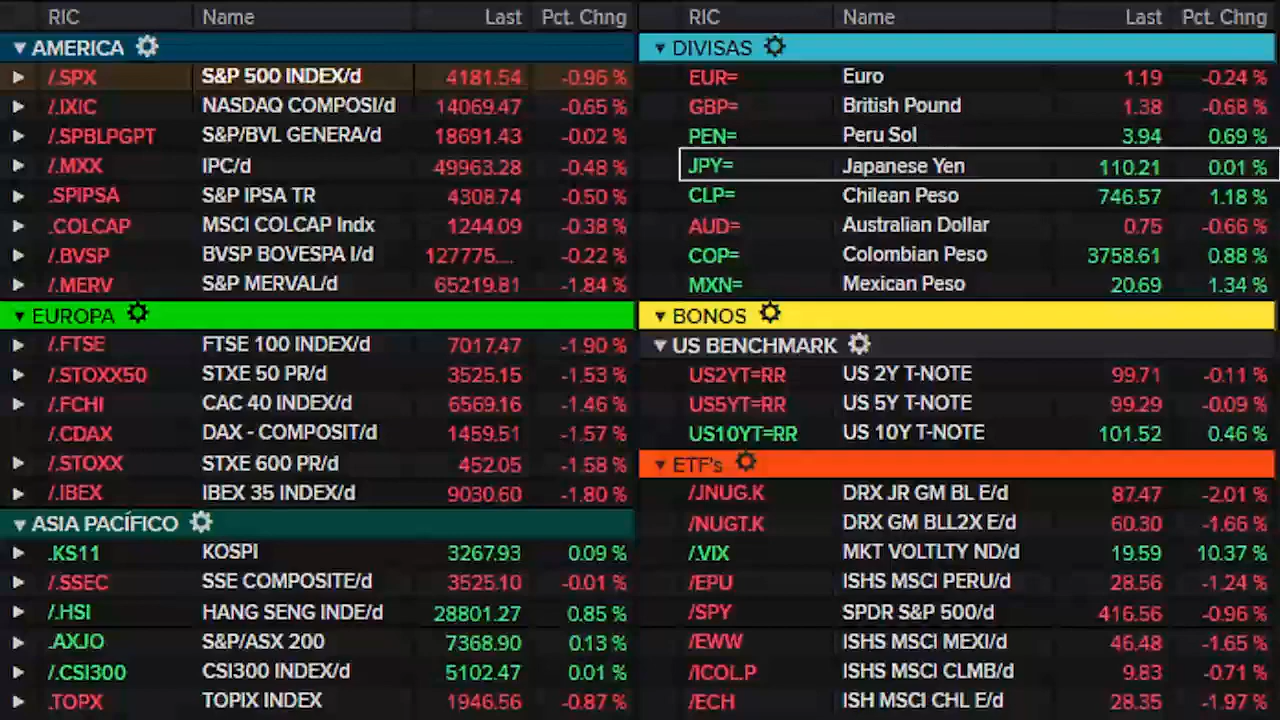 RIC Name Last Pct. Chng
AMERICA
/.SPX S&P 500 INDEX/d 4181.54 -0.96 %
/.IXIC NASDAQ COMPOSI/d 14069.47 -0.65 %
/.SPBLPGPT S&P/BVL GENERA/d 18691.43 -0.02 %
/.MXX IPC/d 49963.28 -0.48 %
.SPIPSA S&P IPSA TR 4308.74 -0.50 %
.COLCAP MSCI COLCAP Indx 1244.09 -0.38 %
/.BVSP BVSP BOVESPA I/d 127775.... -0.22 %
/.MERV S&P MERVAL/d 65219.81 -1.84 %
EUROPA
/.FTSE FTSE 100 INDEX/d 7017.47 -1.90 %
/.STOXX50 STXE 50 PR/d 3525.15 -1.53 %
/.FCHI CAC 40 INDEX/d 6569.16 -1.46 %
/.CDAX DAX - COMPOSIT/d 1459.51 -1.57 %
/.STOXX STXE 600 PR/d 452.05 -1.58 %
/.IBEX IBEX 35 INDEX/d 9030.60 -1.80 %
ASIA PACÍFICO
.KS11 KOSPI 3267.93 0.09 %
/.SSEC SSE COMPOSITE/d 3525.10 -0.01 %
/.HSI HANG SENG INDE/d 28801.27 0.85 %
.AXJO S&P/ASX 200 7368.90 0.13 %
/.CSI300 CSI300 INDEX/d 5102.47 0.01 %
.TOPX TOPIX INDEX 1946.56 -0.87 %
RIC Name Last Pct. Chng
DIVISAS
EUR= Euro 1.19 -0.24 %
GBP= British Pound 1.38 -0.68 %
PEN= Peru Sol 3.94 0.69 %
JPY= Japanese Yen 110.21 0.01 %
CLP= Chilean Peso 746.57 1.18 %
AUD= Australian Dollar 0.75 -0.66 %
COP= Colombian Peso 3758.61 0.88 %
MXN= Mexican Peso 20.69 1.34 %
BONOS
US BENCHMARK
US2YT=RR US 2Y T-NOTE 99.71 -0.11 %
US5YT=RR US 5Y T-NOTE 99.29 -0.09 %
US10YT=RR US 10Y T-NOTE 101.52 0.46 %
ETF's
/JNUG.K DRX JR GM BL E/d 87.47 -2.01 %
/NUGT.K DRX GM BLL2X E/d 60.30 -1.66 %
/.VIX MKT VOLTLTY ND/d 19.59 10.37 %
/EPU ISHS MSCI PERU/d 28.56 -1.24 %
/SPY SPDR S&P 500/d 416.56 -0.96 %
/EWW ISHS MSCI MEXI/d 46.48 -1.65 %
/ICOL.P ISHS MSCI CLMB/d 9.83 -0.71 %
/ECH ISH MSCI CHL E/d 28.35 -1.97 %